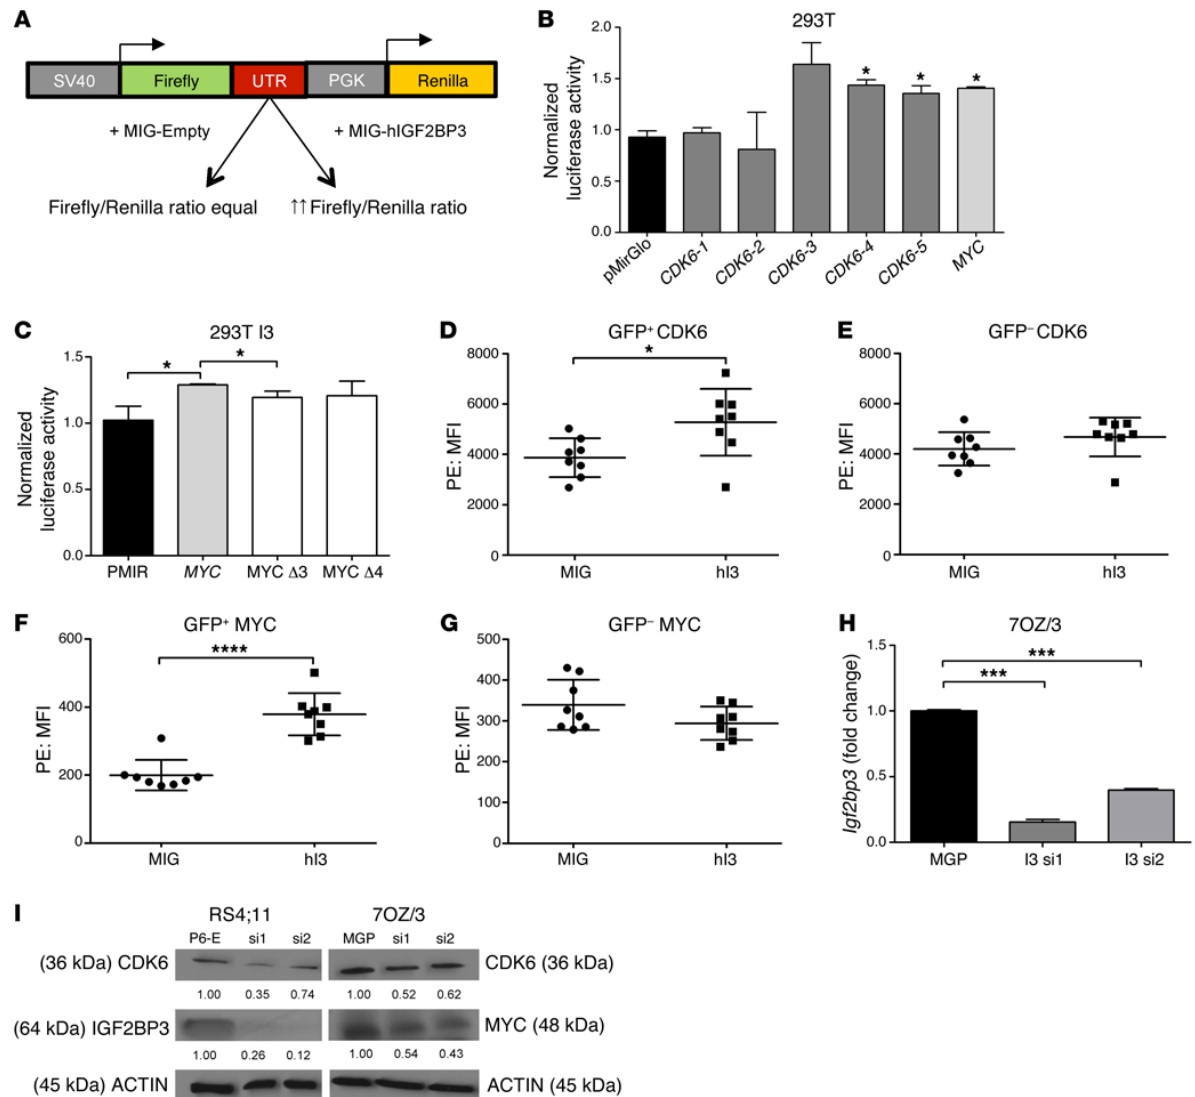 A
SV40 Firefly UTR PGK Renilla
+ MIG-Empty + MIG-hIGF2BP3
Firefly/Renilla ratio equal ↑↑Firefly/Renilla ratio
B
293T
Normalized
luciferase activity
2.0
1.5
1.0
0.5
0.0
* * *
pMirGlo CDK6-1 CDK6-2 CDK6-3 CDK6-4 CDK6-5 MYC
C
293T I3
Normalized
luciferase activity
1.5
1.0
0.5
0.0
* *
PMIR MYC MYC Δ3 MYC Δ4
D
GFP⁺ CDK6
PE: MFI
8000
6000
4000
2000
0
*
MIG hI3
E
GFP⁻ CDK6
PE: MFI
8000
6000
4000
2000
0
MIG hI3
F
GFP⁺ MYC
PE: MFI
600
400
200
0
****
MIG hI3
G
GFP⁻ MYC
PE: MFI
500
400
300
200
100
0
MIG hI3
H
7OZ/3
Igf2bp3 (fold change)
1.5
1.0
0.5
0.0
***
***
MGP I3 si1 I3 si2
I
RS4;11 7OZ/3
P6-E si1 si2 MGP si1 si2
(36 kDa) CDK6 CDK6 (36 kDa)
1.00 0.35 0.74 1.00 0.52 0.62
(64 kDa) IGF2BP3 MYC (48 kDa)
1.00 0.26 0.12 1.00 0.54 0.43
(45 kDa) ACTIN ACTIN (45 kDa)